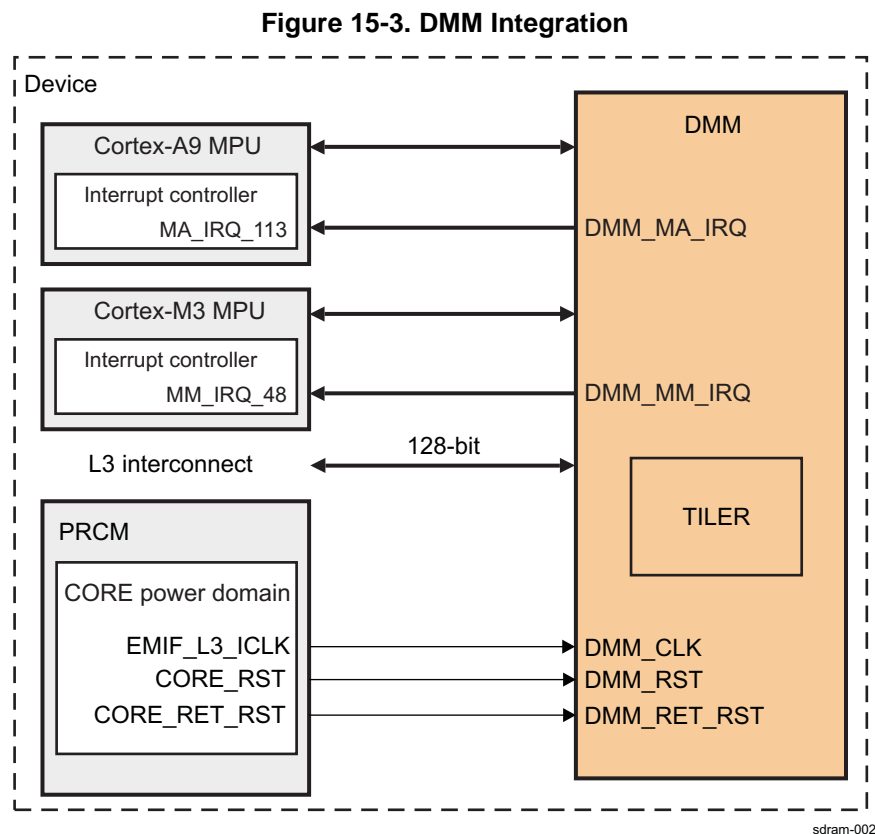 Figure 15-3. DMM Integration
Device
Cortex-A9 MPU
Interrupt controller
MA_IRQ_113
DMM
DMM_MA_IRQ
Cortex-M3 MPU
Interrupt controller
MM_IRQ_48
DMM_MM_IRQ
L3 interconnect
128-bit
TILER
PRCM
CORE power domain
EMIF_L3_ICLK
DMM_CLK
CORE_RST
DMM_RST
CORE_RET_RST
DMM_RET_RST
sdram-002